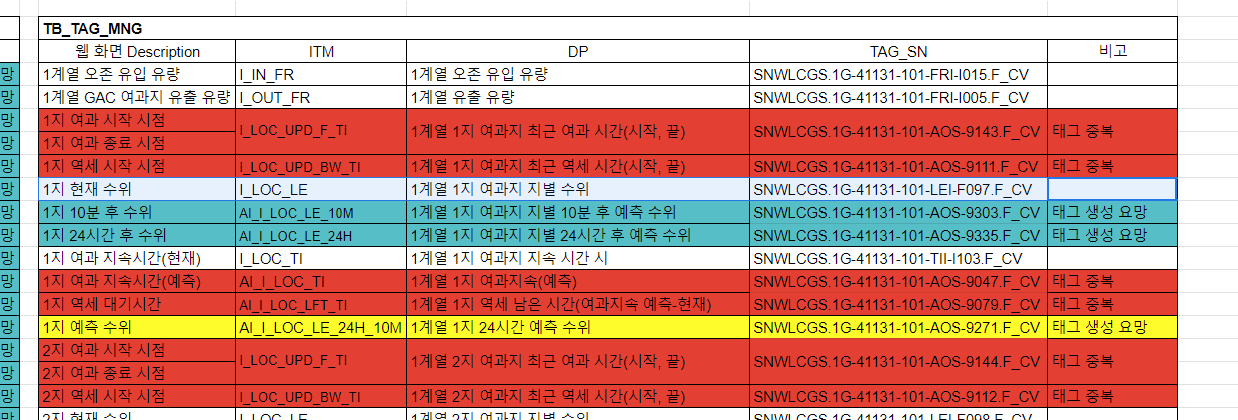 TB_TAG_MNG
웹 화면 Description ITM DP TAG_SN 비고
망 1계열 오존 유입 유량 I_IN_FR 1계열 오존 유입 유량 SNWLCGS.1G-41131-101-FRI-I015.F_CV
망 1계열 GAC 여과지 유출 유량 I_OUT_FR 1계열 유출 유량 SNWLCGS.1G-41131-101-FRI-I005.F_CV
망 1지 여과 시작 시점 I_LOC_UPD_F_TI 1계열 1지 여과지 최근 여과 시간(시작, 끝) SNWLCGS.1G-41131-101-AOS-9143.F_CV 태그 중복
망 1지 여과 종료 시점
망 1지 역세 시작 시점 I_LOC_UPD_BW_TI 1계열 1지 여과지 최근 역세 시간(시작, 끝) SNWLCGS.1G-41131-101-AOS-9111.F_CV 태그 중복
망 1지 현재 수위 I_LOC_LE 1계열 1지 여과지 지별 수위 SNWLCGS.1G-41131-101-LEI-F097.F_CV
망 1지 10분 후 수위 AI_I_LOC_LE_10M 1계열 1지 여과지 지별 10분 후 예측 수위 SNWLCGS.1G-41131-101-AOS-9303.F_CV 태그 생성 요망
망 1지 24시간 후 수위 AI_I_LOC_LE_24H 1계열 1지 여과지 지별 24시간 후 예측 수위 SNWLCGS.1G-41131-101-AOS-9335.F_CV 태그 생성 요망
망 1지 여과 지속시간(현재) I_LOC_TI 1계열 1지 여과지 지속 시간 시 SNWLCGS.1G-41131-101-TII-I103.F_CV
망 1지 여과 지속시간(예측) AI_I_LOC_TI 1계열 1지 여과지속(예측) SNWLCGS.1G-41131-101-AOS-9047.F_CV 태그 중복
망 1지 역세 대기시간 AI_I_LOC_LFT_TI 1계열 1지 역세 남은 시간(여과지속 예측-현재) SNWLCGS.1G-41131-101-AOS-9079.F_CV 태그 중복
망 1지 예측 수위 AI_I_LOC_LE_24H_10M 1계열 1지 24시간 예측 수위 SNWLCGS.1G-41131-101-AOS-9271.F_CV 태그 생성 요망
망 2지 여과 시작 시점 I_LOC_UPD_F_TI 1계열 2지 여과지 최근 여과 시간(시작, 끝) SNWLCGS.1G-41131-101-AOS-9144.F_CV 태그 중복
망 2지 여과 종료 시점
망 2지 역세 시작 시점 I_LOC_UPD_BW_TI 1계열 2지 여과지 최근 역세 시간(시작, 끝) SNWLCGS.1G-41131-101-AOS-9112.F_CV 태그 중복
망 2지 현재 수위 I_LOC_LE 1계열 2지 여과지 지별 수위 SNWLCGS.1G-41131-101-LEI-F098.F_CV